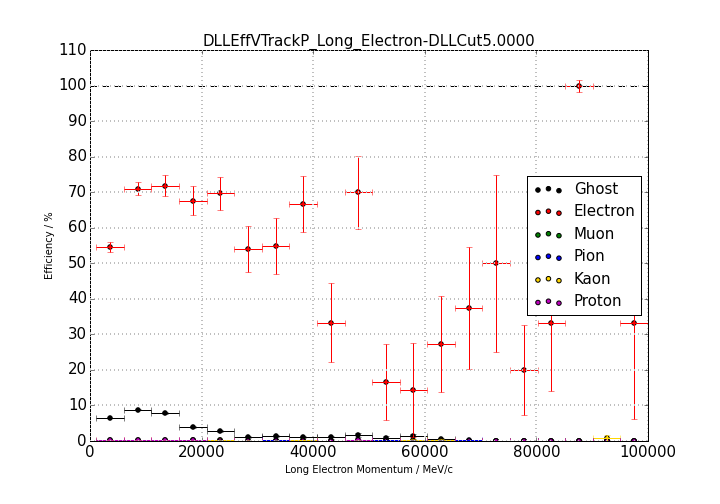 DLLEffVTrackP_Long_Electron-DLLCut5.0000
110
100
90
80
70
60
50
40
30
20
10
0
Efficiency / %
Ghost
Electron
Muon
Pion
Kaon
Proton
0 20000 40000 60000 80000 100000
Long Electron Momentum / MeV/c